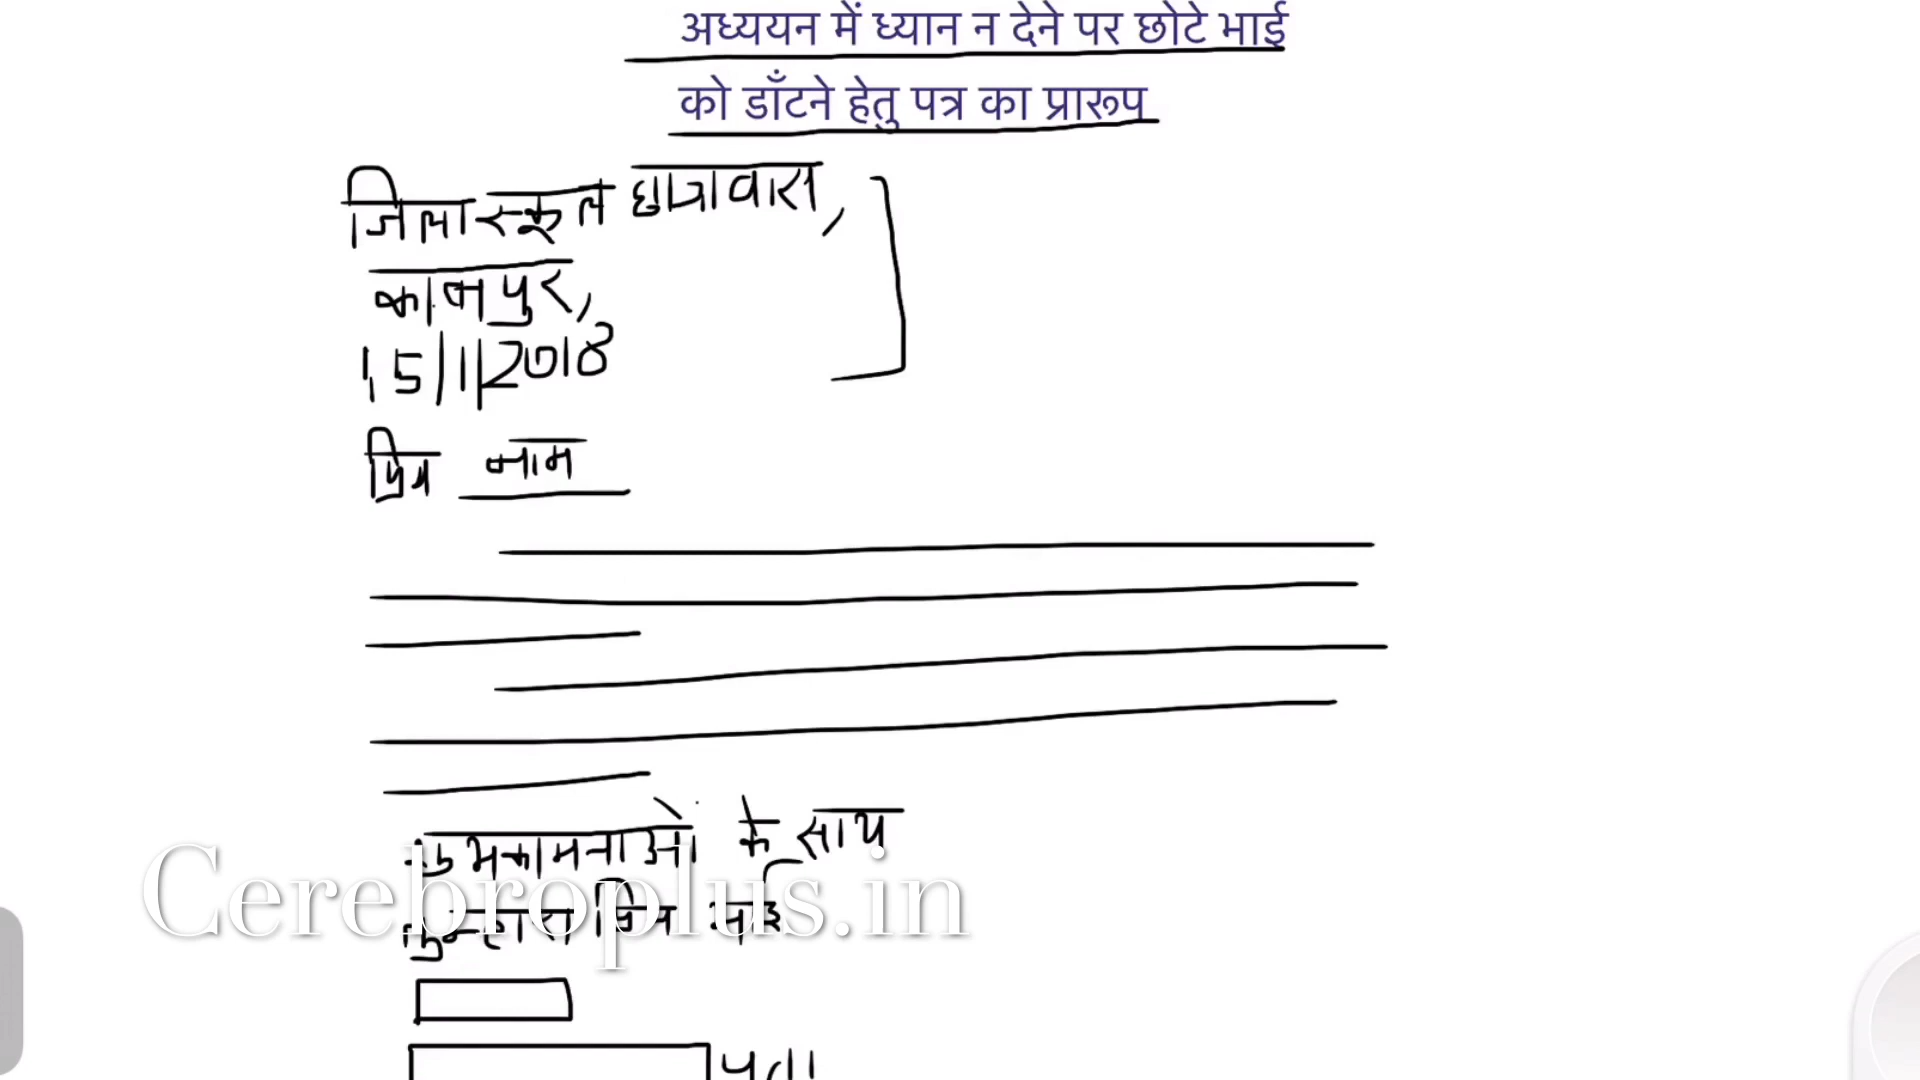 अध्ययन में ध्यान न देने पर छोटे भाई
को डाँटने हेतु पत्र का प्रारूप
जिला स्कूल छात्रावास,
कानपुर,
15/1/2018
प्रिय नाम
शुभकामनाओं के साथ
तुम्हारा प्रिय भाई
Cerebroplus.in
पता